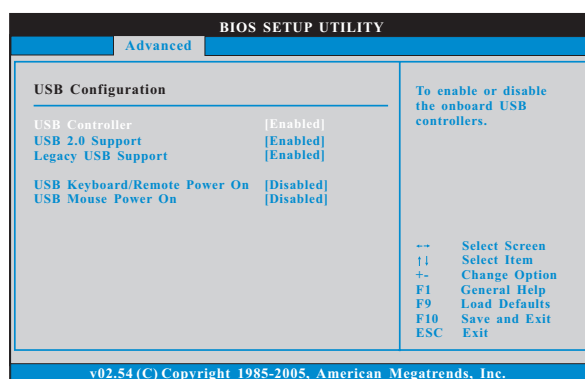 BIOS SETUP UTILITY
Advanced
USB Configuration
USB Controller [Enabled]
USB 2.0 Support [Enabled]
Legacy USB Support [Enabled]
USB Keyboard/Remote Power On [Disabled]
USB Mouse Power On [Disabled]
To enable or disable
the onboard USB
controllers.
←→ Select Screen
↑↓ Select Item
+- Change Option
F1 General Help
F9 Load Defaults
F10 Save and Exit
ESC Exit
v02.54 (C) Copyright 1985-2005, American Megatrends, Inc.